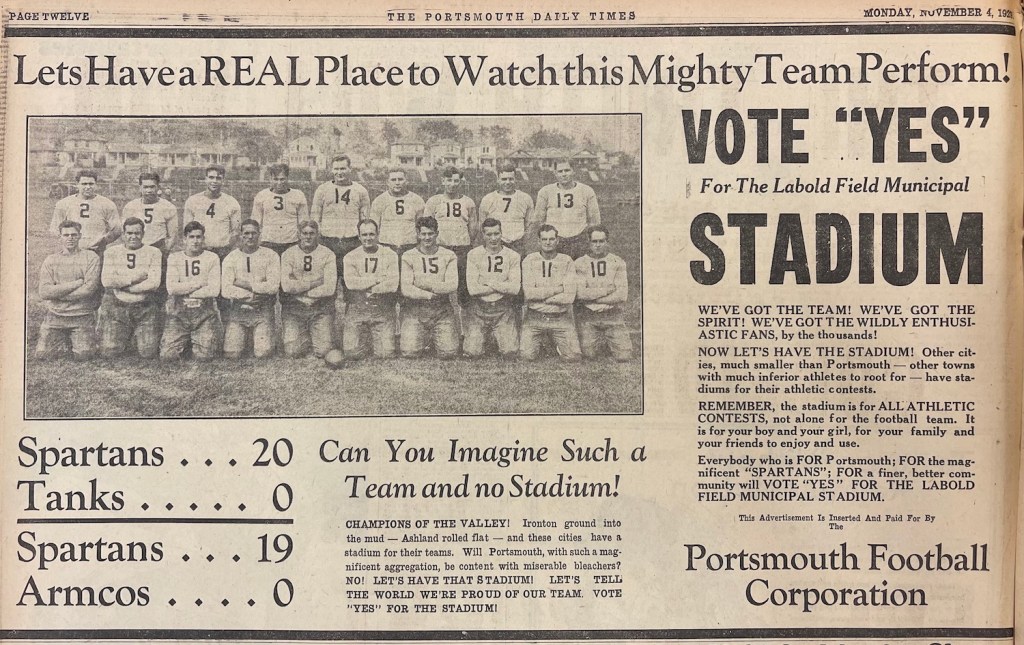 PAGE TWELVE
THE PORTSMOUTH DAILY TIMES
MONDAY, NOVEMBER 4,
Lets Have a REAL Place to Watch this Mighty Team Perform!
2
5
4
3
14
6
18
7
13
9
16
1
8
17
15
12
11
10
VOTE "YES"
For The Labold Field Municipal
STADIUM
WE'VE GOT THE TEAM! WE'VE GOT THE
SPIRIT! WE'VE GOT THE WILDLY ENTHUSI-
ASTIC FANS, by the thousands!
NOW LET'S HAVE THE STADIUM! Other cit-
ies, much smaller than Portsmouth — other towns
with much inferior athletes to root for — have sta-
diums for their athletic contests.
REMEMBER, the stadium is for ALL ATHLETIC
CONTESTS, not alone for the football team. It
is for your boy and your girl, for your family and
your friends to enjoy and use.
Everybody who is FOR Portsmouth; FOR the mag-
nificent "SPARTANS"; FOR a finer, better com-
munity will VOTE "YES" FOR THE LABOLD
FIELD MUNICIPAL STADIUM.
This Advertisement Is Inserted And Paid For By
The
Portsmouth Football
Corporation
Spartans . . . 20
Tanks . . . . . 0
Spartans . . . 19
Armcos . . . . 0
Can You Imagine Such a
Team and no Stadium!
CHAMPIONS OF THE VALLEY! Ironton ground into
the mud — Ashland rolled flat — and these cities have a
stadium for their teams. Will Portsmouth, with such a mag-
nificent aggregation, be content with miserable bleachers?
NO! LET'S HAVE THAT STADIUM! LET'S TELL
THE WORLD WE'RE PROUD OF OUR TEAM. VOTE
"YES" FOR THE STADIUM!